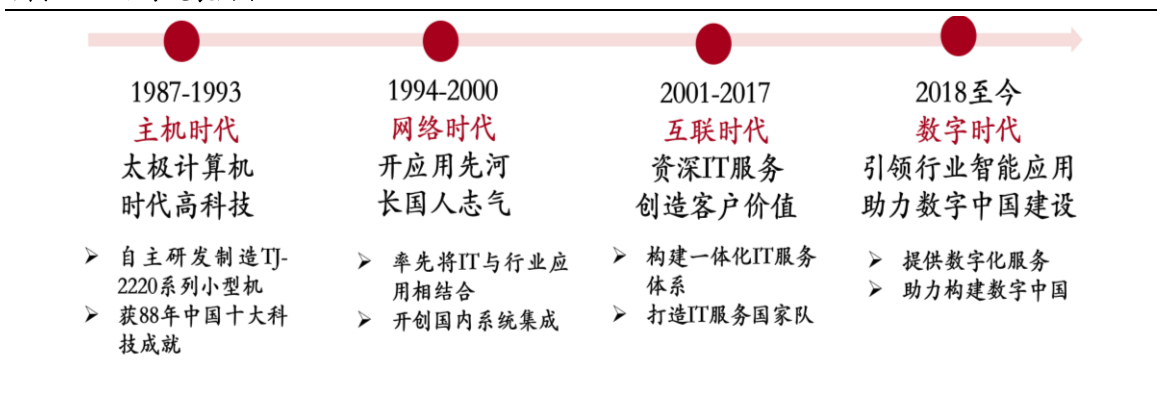 1987-1993
主机时代
太极计算机
时代高科技
➢ 自主研发制造TJ-
2220系列小型机
➢ 获88年中国十大科
技成就
1994-2000
网络时代
开应用先河
长国人志气
➢ 率先将IT与行业应
用相结合
➢ 开创国内系统集成
2001-2017
互联时代
资深IT服务
创造客户价值
➢ 构建一体化IT服务
体系
➢ 打造IT服务国家队
2018至今
数字时代
引领行业智能应用
助力数字中国建设
➢ 提供数字化服务
➢ 助力构建数字中国